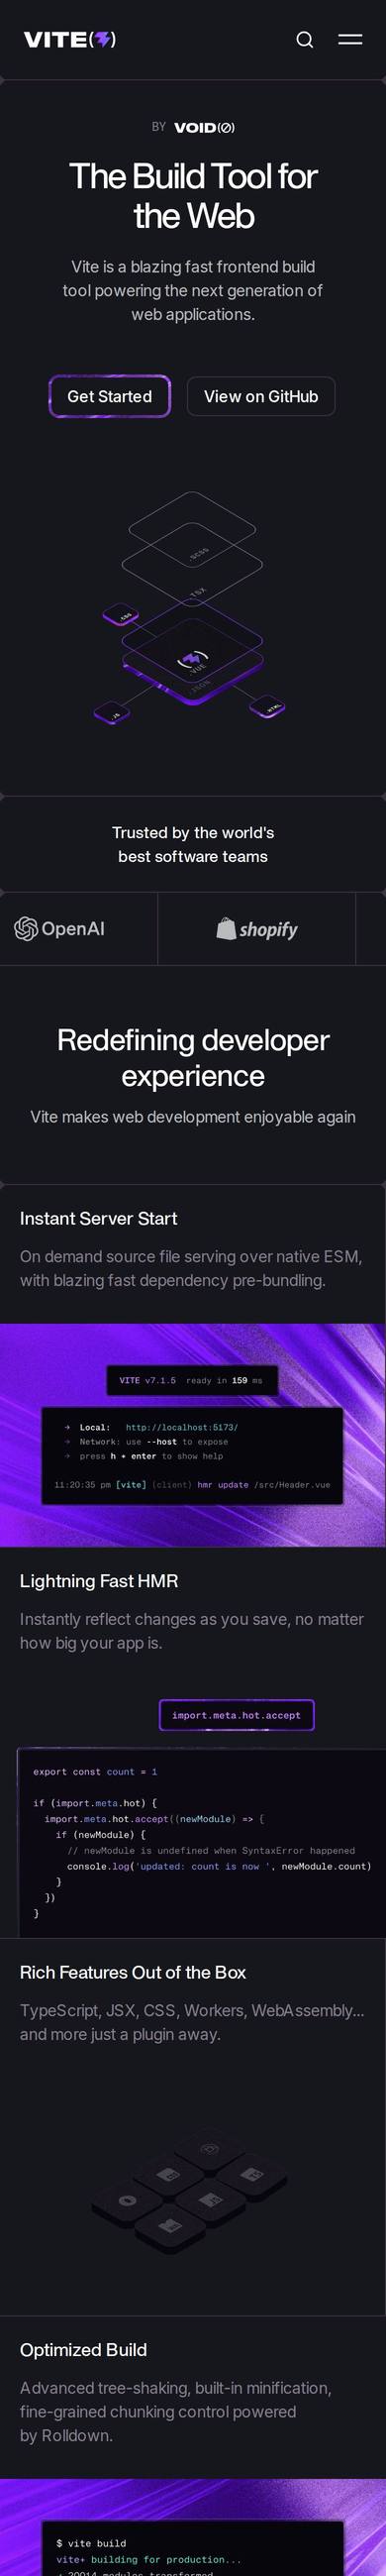 VITE
BY VOID(0)
The Build Tool for
the Web
Vite is a blazing fast frontend build
tool powering the next generation of
web applications.
Get Started
View on GitHub
.SCSS
.TSX
.CSS
.VUE
.JSON
.JS
.HTML
Trusted by the world's
best software teams
OpenAI
shopify
Redefining developer
experience
Vite makes web development enjoyable again
Instant Server Start
On demand source file serving over native ESM,
with blazing fast dependency pre-bundling.
VITE v7.1.5 ready in 159 ms
➜ Local: http://localhost:5173/
➜ Network: use --host to expose
➜ press h + enter to show help
11:20:35 pm [vite] (client) hmr update /src/Header.vue
Lightning Fast HMR
Instantly reflect changes as you save, no matter
how big your app is.
import.meta.hot.accept
export const count = 1
if (import.meta.hot) {
import.meta.hot.accept((newModule) => {
if (newModule) {
// newModule is undefined when SyntaxError happened
console.log('updated: count is now ', newModule.count)
}
})
}
Rich Features Out of the Box
TypeScript, JSX, CSS, Workers, WebAssembly...
and more just a plugin away.
Optimized Build
Advanced tree-shaking, built-in minification,
fine-grained chunking control powered
by Rolldown.
$ vite build
vite+ building for production...